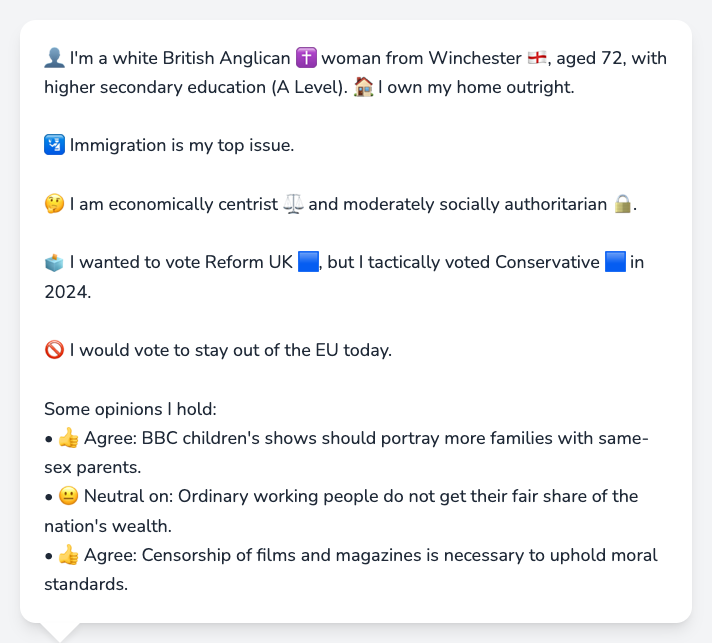 👤 I'm a white British Anglican ✝️ woman from Winchester 🏴󠁧󠁢󠁥󠁮󠁧󠁿, aged 72, with
higher secondary education (A Level). 🏠 I own my home outright.
🛂 Immigration is my top issue.
🤔 I am economically centrist ⚖️ and moderately socially authoritarian 🔒.
🗳️ I wanted to vote Reform UK 🟦, but I tactically voted Conservative 🟦 in
2024.
🚫 I would vote to stay out of the EU today.
Some opinions I hold:
• 👍 Agree: BBC children's shows should portray more families with same-
sex parents.
• 😐 Neutral on: Ordinary working people do not get their fair share of the
nation's wealth.
• 👍 Agree: Censorship of films and magazines is necessary to uphold moral
standards.